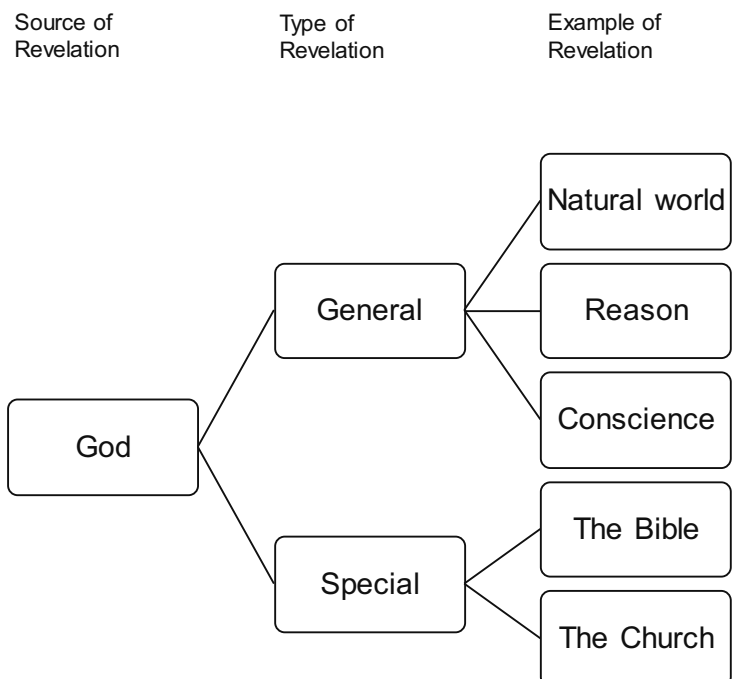 Source of
Revelation
Type of
Revelation
Example of
Revelation
Natural world
General
Reason
Conscience
God
The Bible
Special
The Church